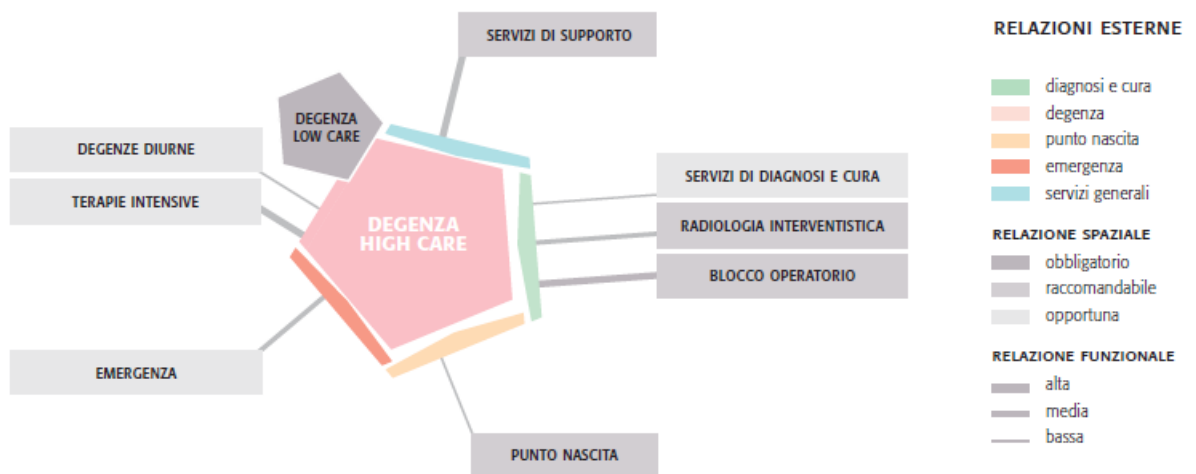 SERVIZI DI SUPPORTO
DEGENZA
LOW CARE
DEGENZE DIURNE
TERAPIE INTENSIVE
DEGENZA
HIGH CARE
SERVIZI DI DIAGNOSI E CURA
RADIOLOGIA INTERVENTISTICA
BLOCCO OPERATORIO
EMERGENZA
PUNTO NASCITA
RELAZIONI ESTERNE
diagnosi e cura
degenza
punto nascita
emergenza
servizi generali
RELAZIONE SPAZIALE
obbligatorio
raccomandabile
opportuna
RELAZIONE FUNZIONALE
alta
media
bassa